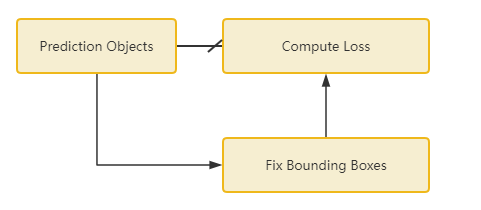 Prediction Objects
Compute Loss
Fix Bounding Boxes